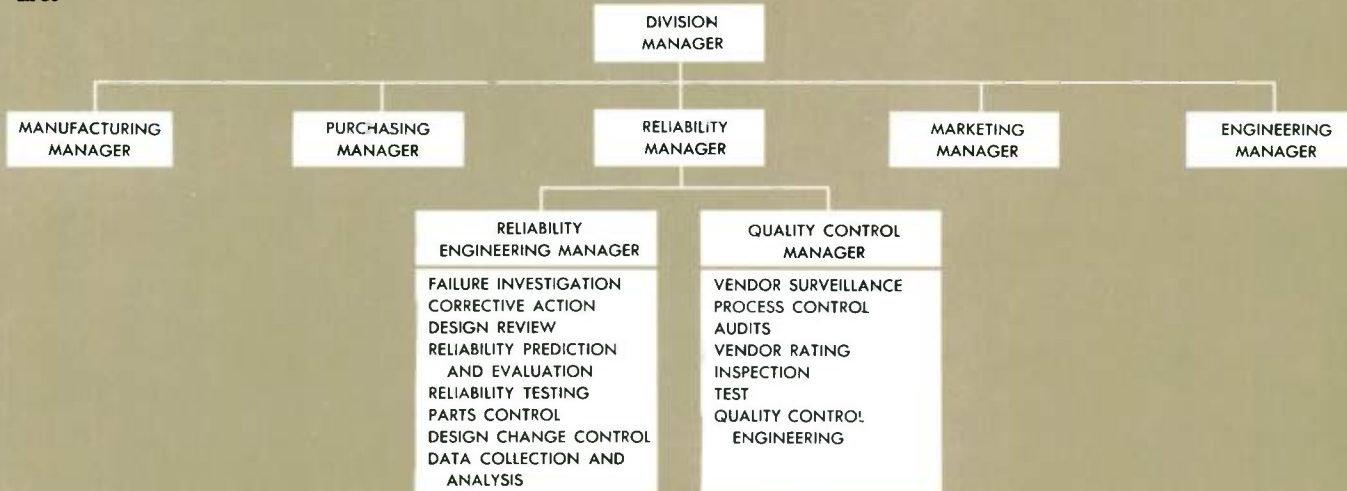 DIVISION
MANAGER
MANUFACTURING
MANAGER
PURCHASING
MANAGER
RELIABILITY
MANAGER
MARKETING
MANAGER
ENGINEERING
MANAGER
RELIABILITY
ENGINEERING MANAGER
FAILURE INVESTIGATION
CORRECTIVE ACTION
DESIGN REVIEW
RELIABILITY PREDICTION
AND EVALUATION
RELIABILITY TESTING
PARTS CONTROL
DESIGN CHANGE CONTROL
DATA COLLECTION AND
ANALYSIS
QUALITY CONTROL
MANAGER
VENDOR SURVEILLANCE
PROCESS CONTROL
AUDITS
VENDOR RATING
INSPECTION
TEST
QUALITY CONTROL
ENGINEERING